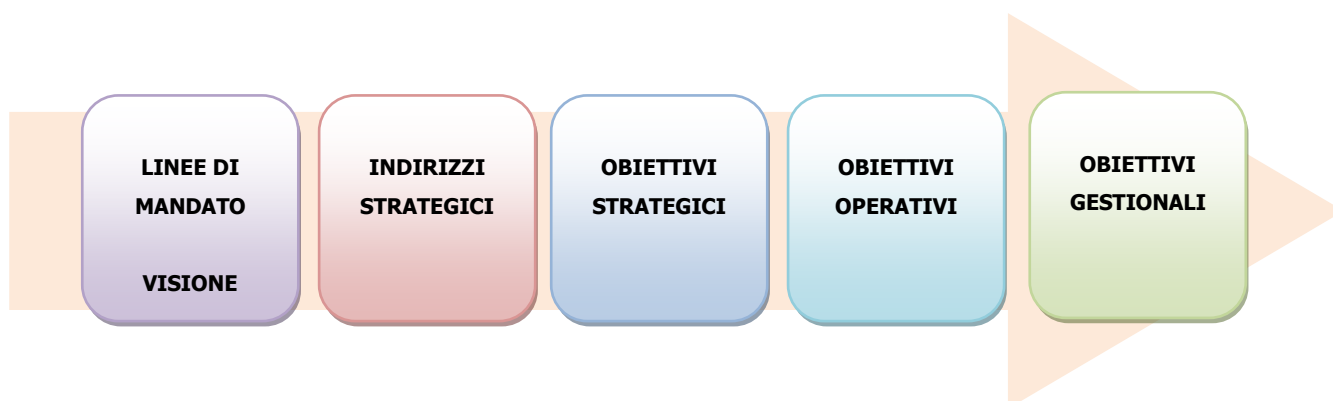 LINEE DI
MANDATO
VISIONE
INDIRIZZI
STRATEGICI
OBIETTIVI
STRATEGICI
OBIETTIVI
OPERATIVI
OBIETTIVI
GESTIONALI